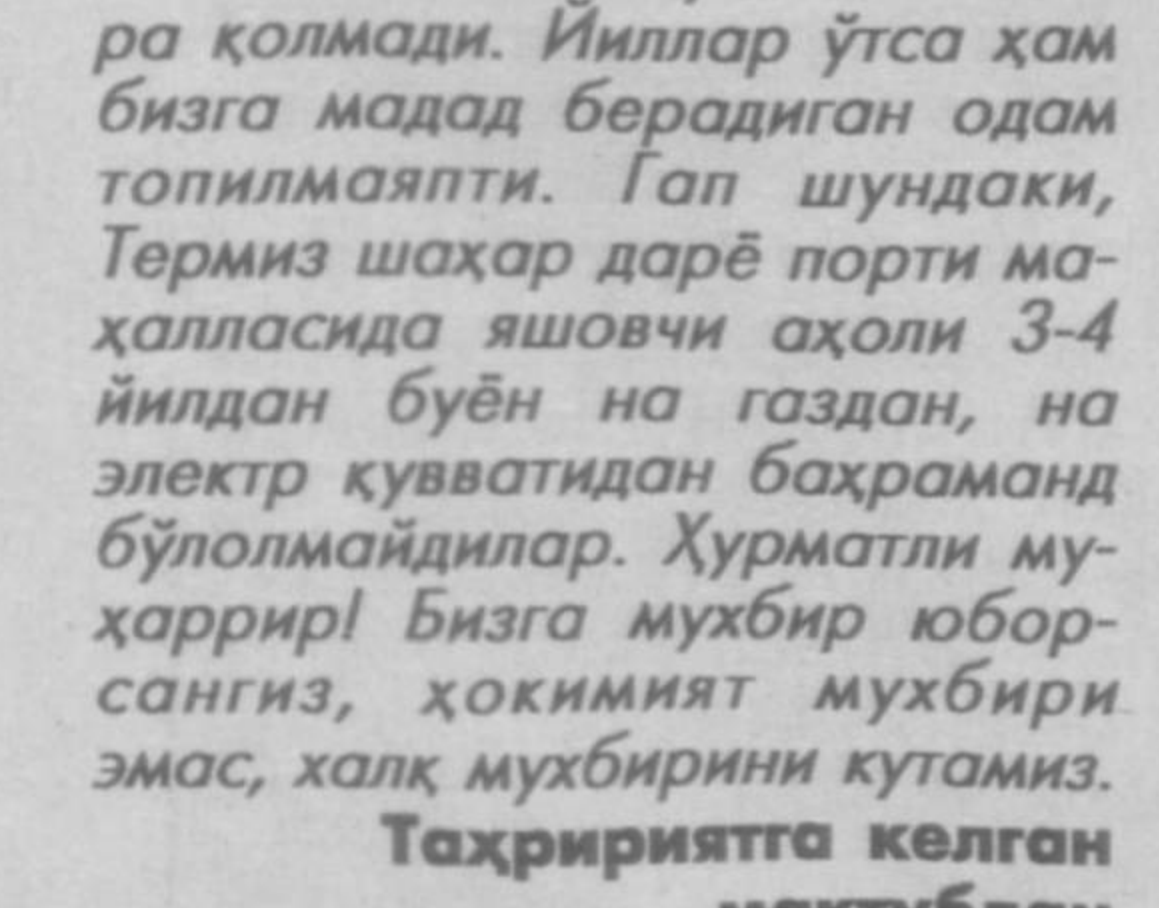 ра қолмади. Йиллар ўтса ҳам
бизга мадад берадиган одам
топилмаяпти. Гап шундаки,
Термиз шаҳар дарё порти ма-
ҳалласида яшовчи аҳоли 3-4
йилдан буён на газдан, на
электр қувватидан баҳраманд
бўлолмайдилар. Ҳурматли му-
ҳаррир! Бизга мухбир юбор-
сангиз, ҳокимият мухбири
эмас, халқ мухбирини кутамиз.
Таҳририятга келган